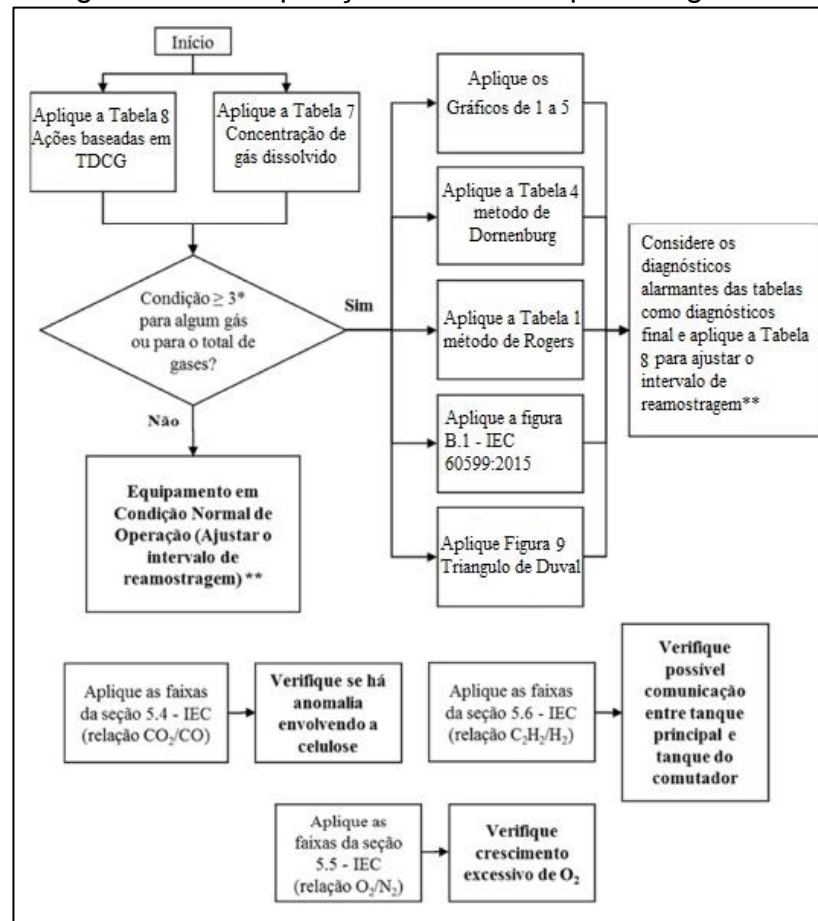 Início
Aplique a Tabela 8
Ações baseadas em
TDCG
Aplique a Tabela 7
Concentração de
gás dissolvido
Condição ≥ 3*
para algum gás
ou para o total de
gases?
Sim
Não
Equipamento em
Condição Normal de
Operação (Ajustar o
intervalo de
reamostragem) **
Aplique os
Gráficos de 1 a 5
Aplique a Tabela 4
método de
Dornenburg
Aplique a Tabela 1
método de Rogers
Aplique a figura
B.1 - IEC
60599:2015
Aplique Figura 9
Triangulo de Duval
Considere os
diagnósticos
alarmantes das tabelas
como diagnósticos
final e aplique a Tabela
8 para ajustar o
intervalo de
reamostragem**
Aplique as faixas
da seção 5.4 - IEC
(relação CO₂/CO)
Verifique se há
anomalia
envolvendo a
celulose
Aplique as faixas
da seção 5.6 - IEC
(relação C₂H₂/H₂)
Verifique
possível
comunicação
entre tanque
principal e
tanque do
comutador
Aplique as
faixas da seção
5.5 - IEC
(relação O₂/N₂)
Verifique
crescimento
excessivo de O₂